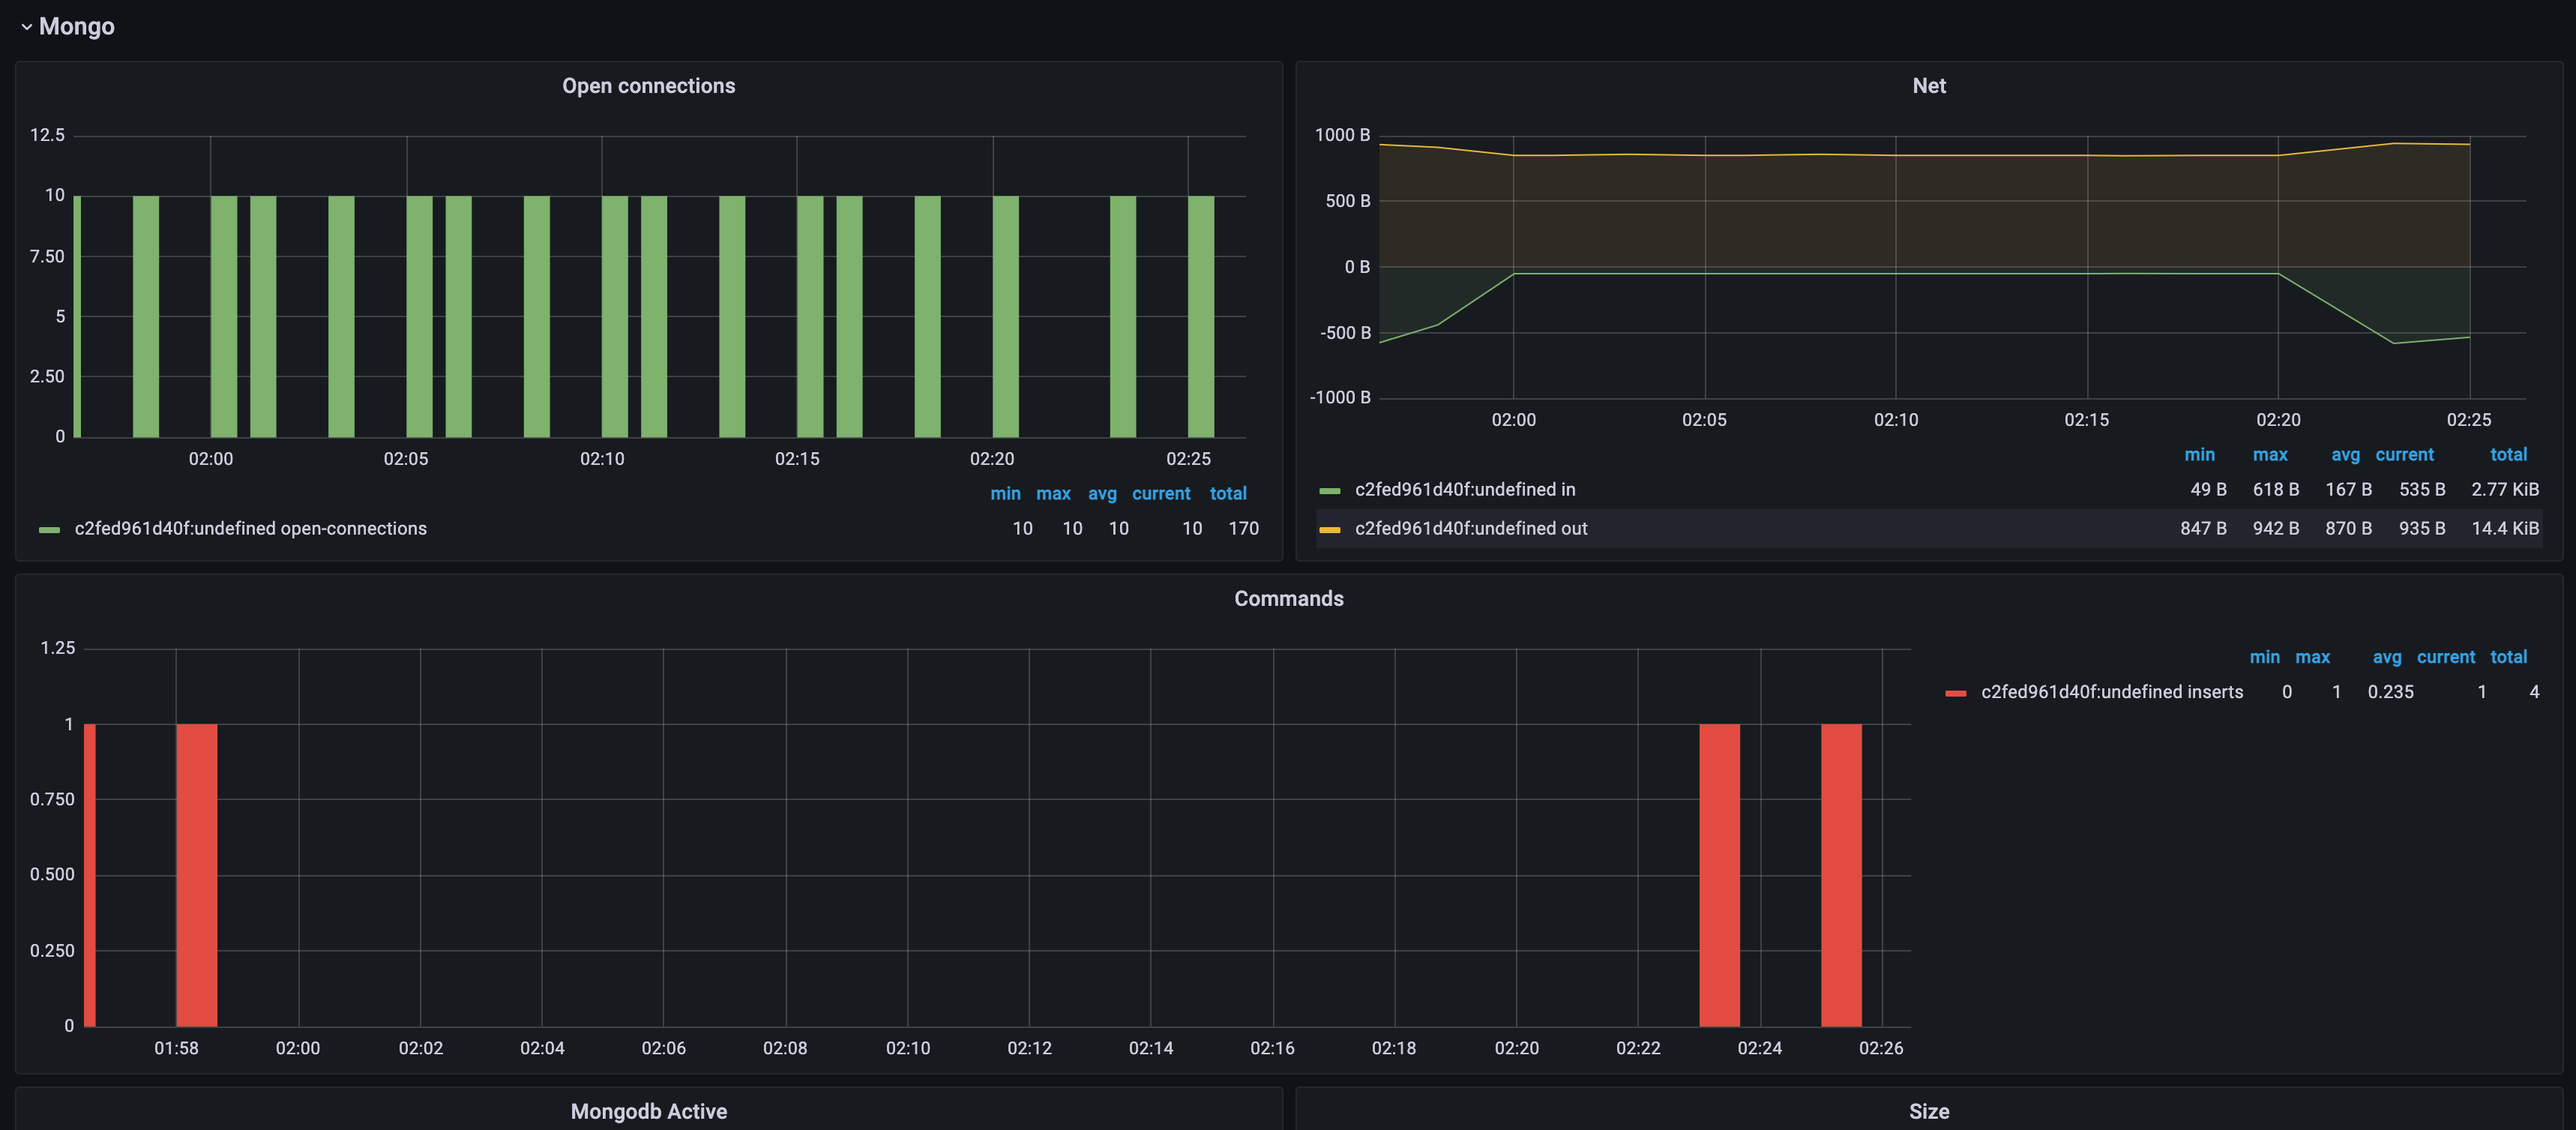 Mongo
Open connections
12.5
10
7.50
5
2.50
0
02:00 02:05 02:10 02:15 02:20 02:25
min max avg current total
c2fed961d40f:undefined open-connections 10 10 10 10 170
Net
1000 B
500 B
0 B
-500 B
-1000 B
02:00 02:05 02:10 02:15 02:20 02:25
min max avg current total
c2fed961d40f:undefined in 49 B 618 B 167 B 535 B 2.77 KiB
c2fed961d40f:undefined out 847 B 942 B 870 B 935 B 14.4 KiB
Commands
1.25
1
0.750
0.500
0.250
0
01:58 02:00 02:02 02:04 02:06 02:08 02:10 02:12 02:14 02:16 02:18 02:20 02:22 02:24 02:26
min max avg current total
c2fed961d40f:undefined inserts 0 1 0.235 1 4
Mongodb Active
Size